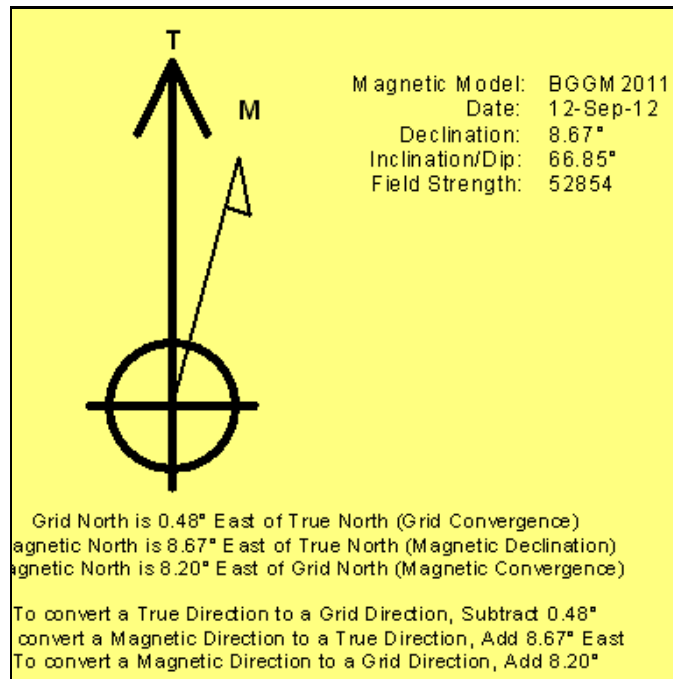 T
M
Magnetic Model: BGGM 2011
Date: 12-Sep-12
Declination: 8.67°
Inclination/Dip: 66.85°
Field Strength: 52854
Grid North is 0.48° East of True North (Grid Convergence)
agnetic North is 8.67° East of True North (Magnetic Declination)
agnetic North is 8.20° East of Grid North (Magnetic Convergence)
To convert a True Direction to a Grid Direction, Subtract 0.48°
convert a Magnetic Direction to a True Direction, Add 8.67° East
To convert a Magnetic Direction to a Grid Direction, Add 8.20°